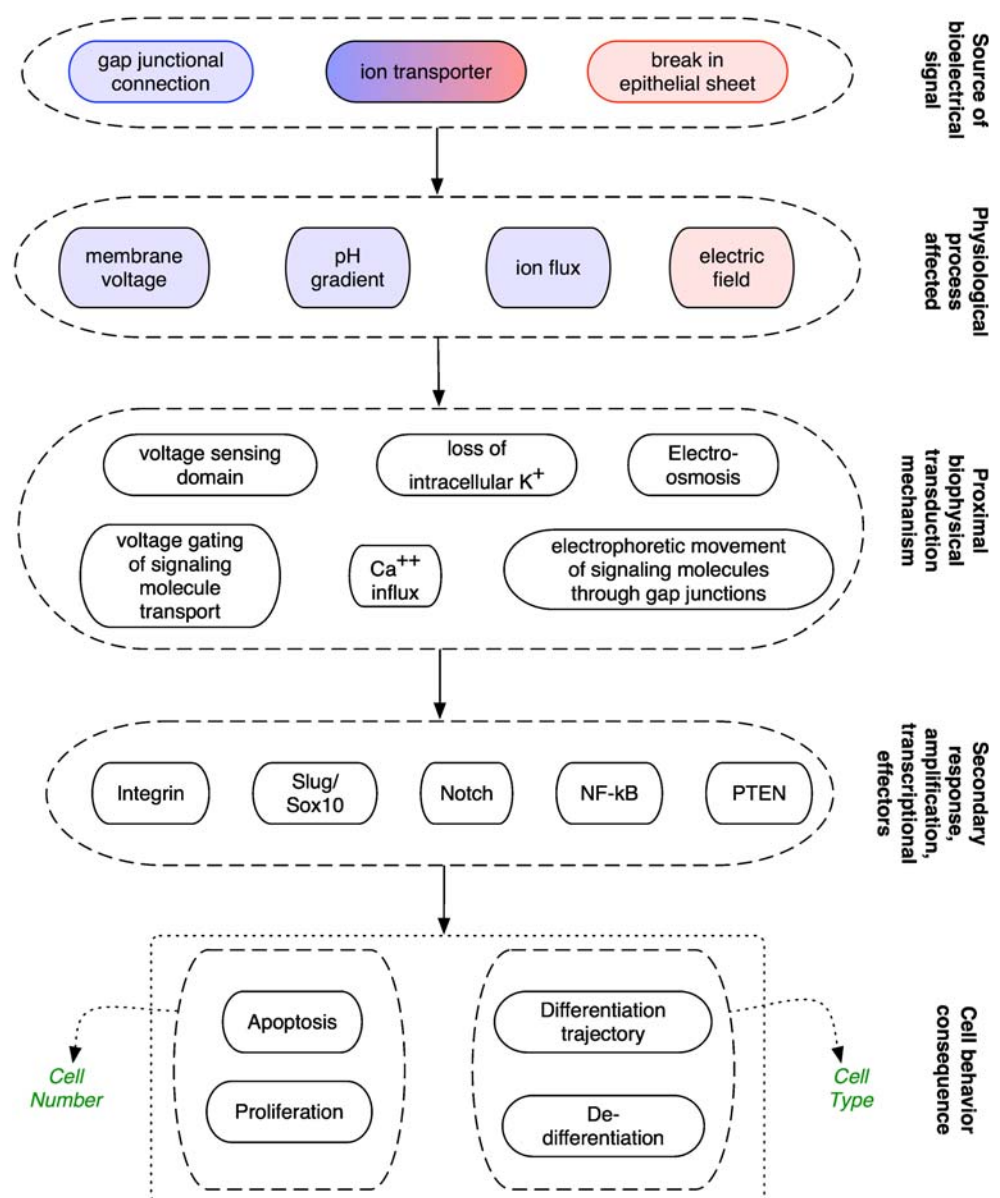 gap junctional
connection
ion transporter
break in
epithelial sheet
Source of
bioelectrical
signal
membrane
voltage
pH
gradient
ion flux
electric
field
Physiological
process
affected
voltage sensing
domain
loss of
intracellular K+
Electro-
osmosis
voltage gating
of signaling
molecule
transport
Ca++
influx
electrophoretic movement
of signaling molecules
through gap junctions
Proximal
biophysical
transduction
mechanism
Integrin
Slug/
Sox10
Notch
NF-kB
PTEN
Secondary
response,
amplification,
transcriptional
effectors
Apoptosis
Proliferation
Differentiation
trajectory
De-
differentiation
Cell
Number
Cell
Type
Cell behavior
consequence